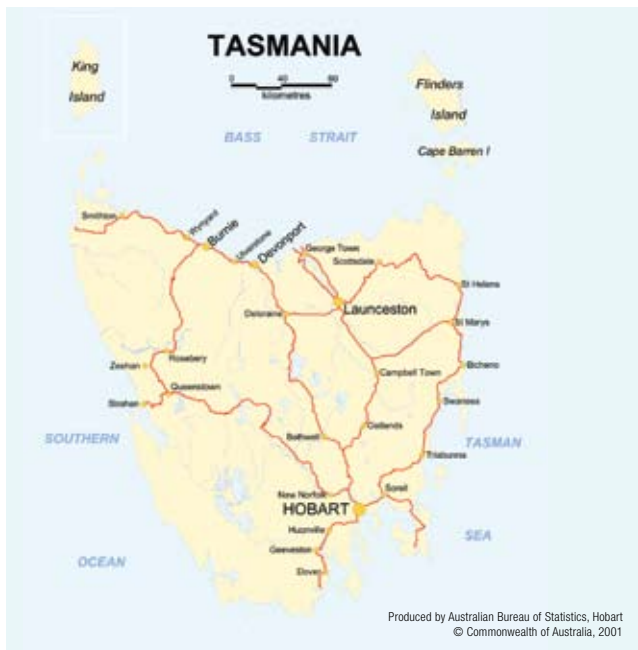 TASMANIA
King
Island
0 40 80
kilometres
Flinders
Island
BASS STRAIT
Cape Barren I
Smithton
Wynyard
Burnie
Ulverstone
Devonport
George Town
Scottsdale
St Helens
Launceston
Deloraine
St Marys
Rosebery
Zeehan
Campbell Town
Bicheno
Queenstown
Strahan
Swansea
Oatlands
SOUTHERN
Bothwell
TASMAN
Triabunna
New Norfolk
Sorell
HOBART
Huonville
SEA
Geeveston
OCEAN
Dover
Produced by Australian Bureau of Statistics, Hobart
© Commonwealth of Australia, 2001